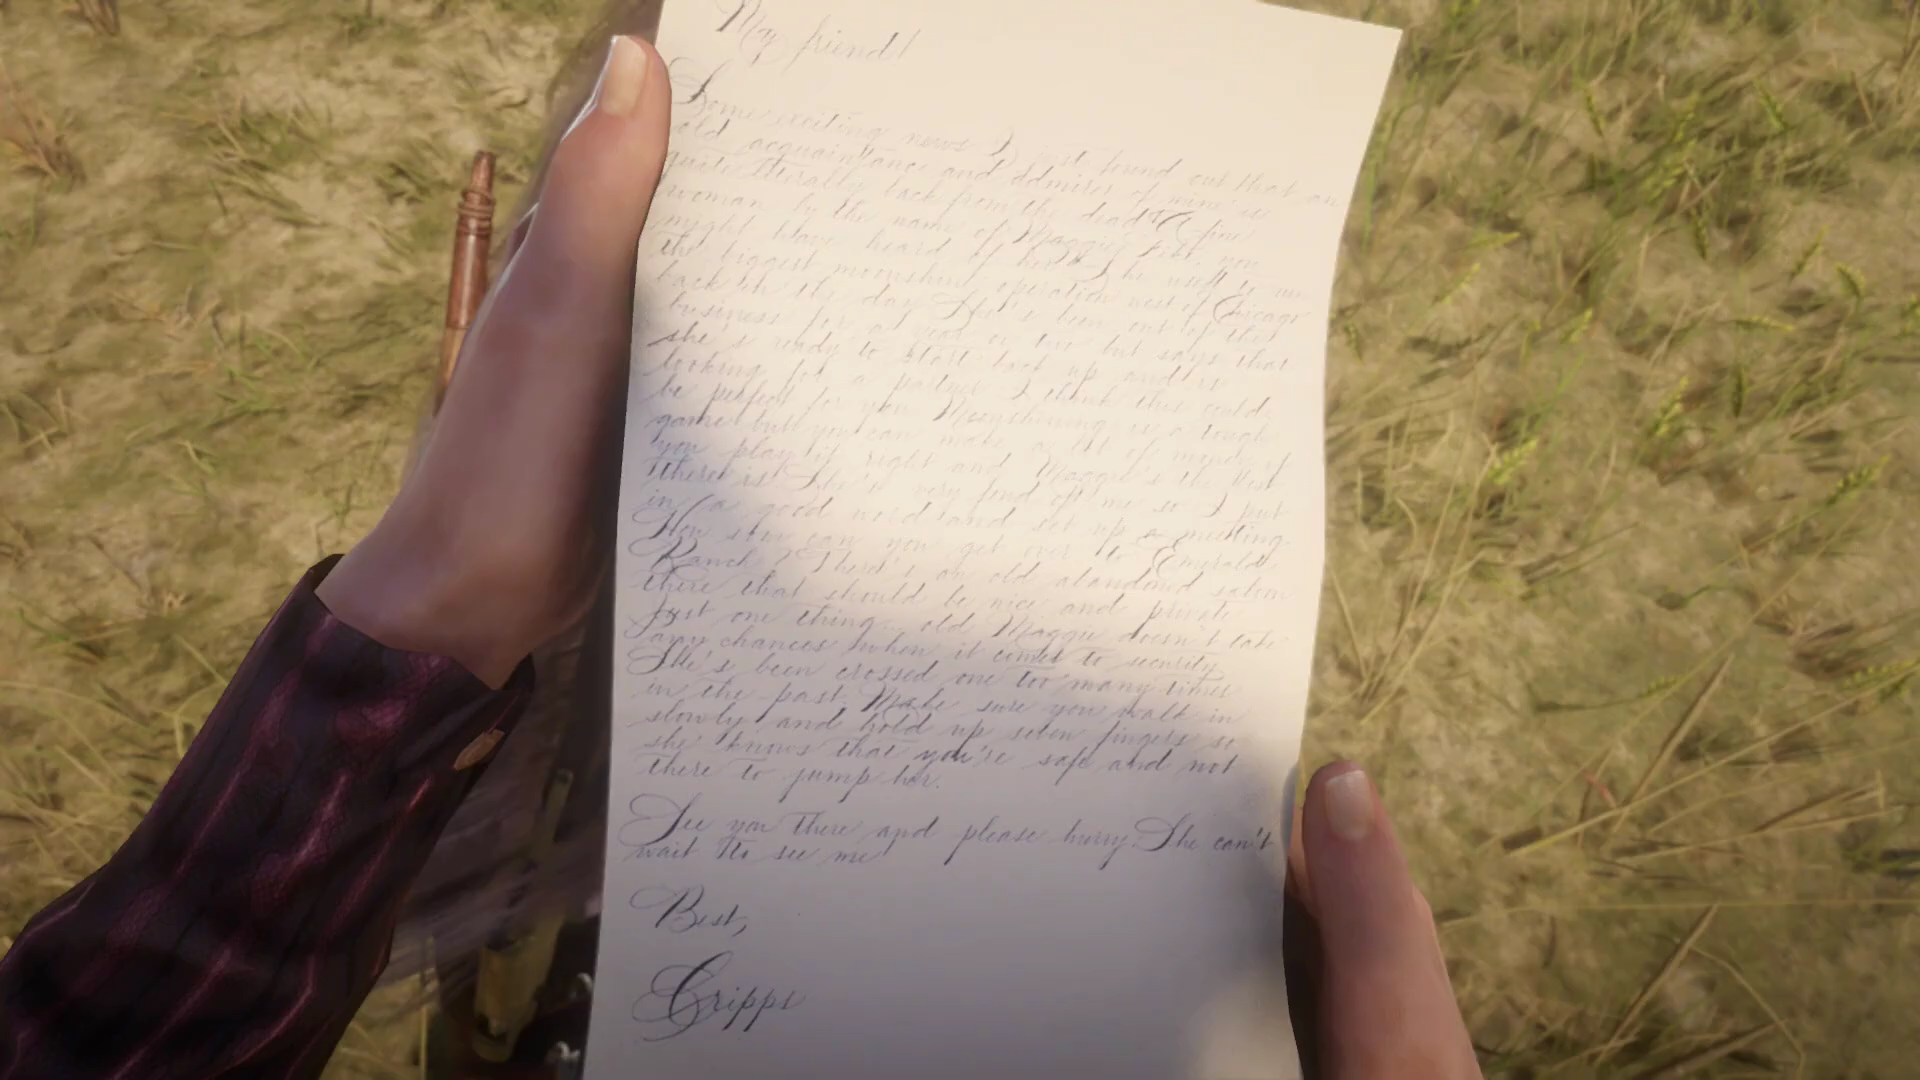 My friend!
Some exciting news I just found out that an
old acquaintance and admirer of mine is
quite literally back from the dead! A fine
woman by the name of Maggie Fike, you
might have heard of her. She used to run
the biggest moonshine operation west of Chicago
back in the day. She's been out of the
business for a year or two but says that
she's ready to start back up and is
looking for a partner. I think this could
be perfect for you. Moonshining is a tough
game but you can make a lot of money if
you play it right and Maggie's the best
there is. She's very fond of me so I put
in a good word and set up a meeting.
How soon can you get over to Emerald
Ranch? There's an old abandoned saloon
there that should be nice and private.
Just one thing... old Maggie doesn't take
any chances when it comes to security.
She's been crossed one too many times
in the past. Make sure you walk in
slowly and hold up seven fingers so
she knows that you're safe and not
there to jump her.
See you there and please hurry. She can't
wait to see me!
Best,
Cripps